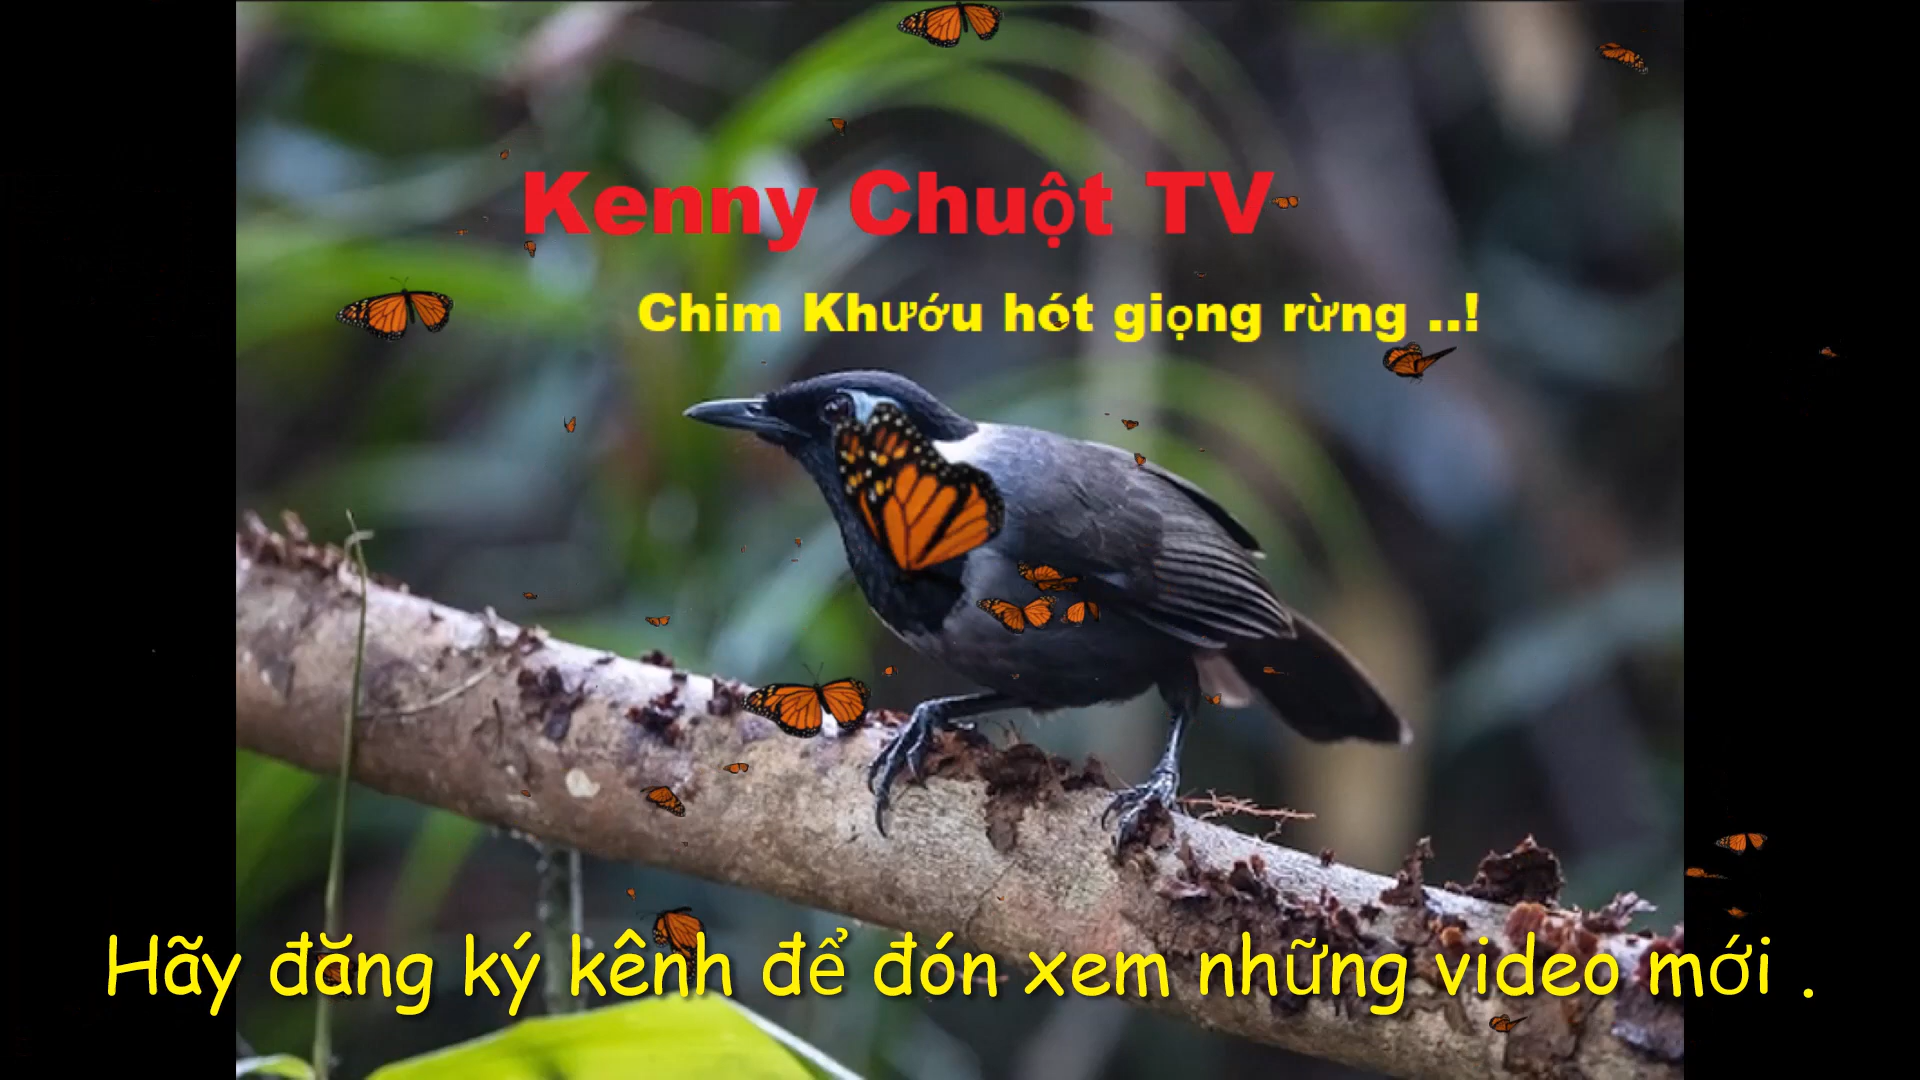 Kenny Chuột TV
Chim Khướu hót giọng rừng ..!
Hãy đăng ký kênh để đón xem những video mới .